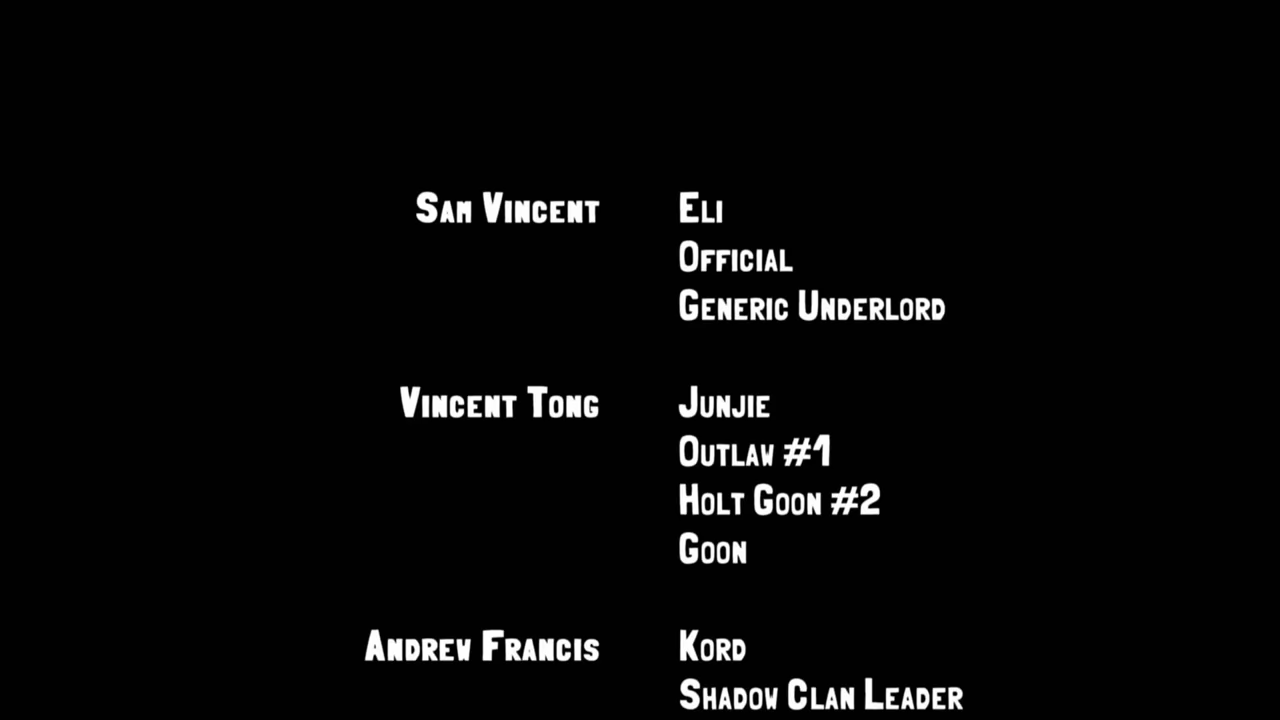 Sam Vincent Eli
Official
Generic Underlord
Vincent Tong Junjie
Outlaw #1
Holt Goon #2
Goon
Andrew Francis Kord
Shadow Clan Leader